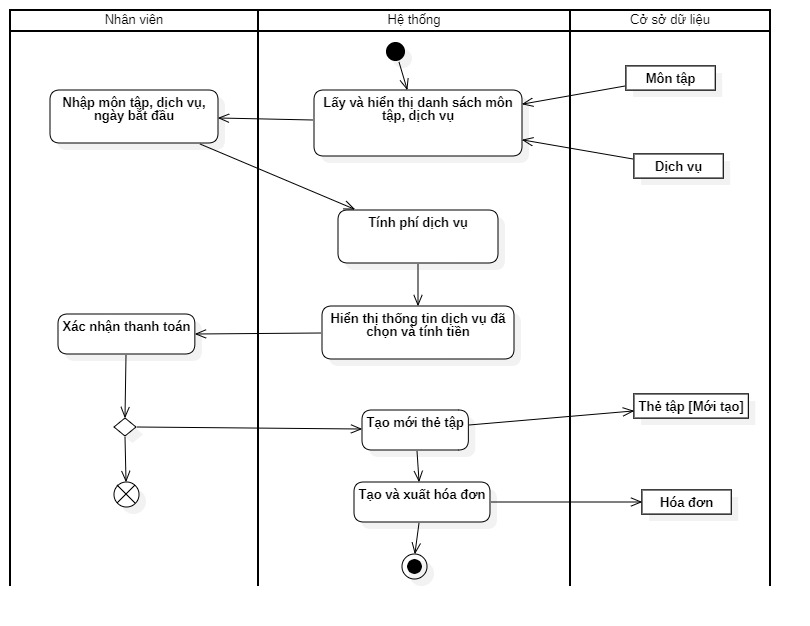 Nhân viên
Hệ thống
Cở sở dữ liệu
Môn tập
Nhập môn tập, dịch vụ,
ngày bắt đầu
Lấy và hiển thị danh sách môn
tập, dịch vụ
Dịch vụ
Tính phí dịch vụ
Hiển thị thống tin dịch vụ đã
chọn và tính tiền
Xác nhận thanh toán
Tạo mới thẻ tập
Thẻ tập [Mới tạo]
Tạo và xuất hóa đơn
Hóa đơn